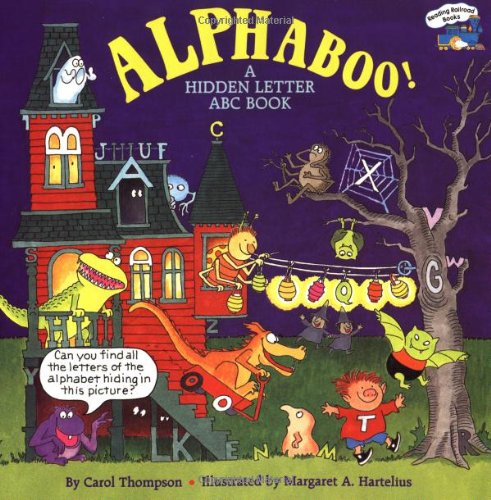 Reading Railroad
Books
ALPHABOO!
A
HIDDEN LETTER
ABC BOOK
P
C
J U F
X
S
A
V
W
G
Q
H
Z
Can you find all
the letters of the
alphabet hiding in
this picture?
Y
T
L K E N M R
By Carol Thompson • Illustrated by Margaret A. Hartelius